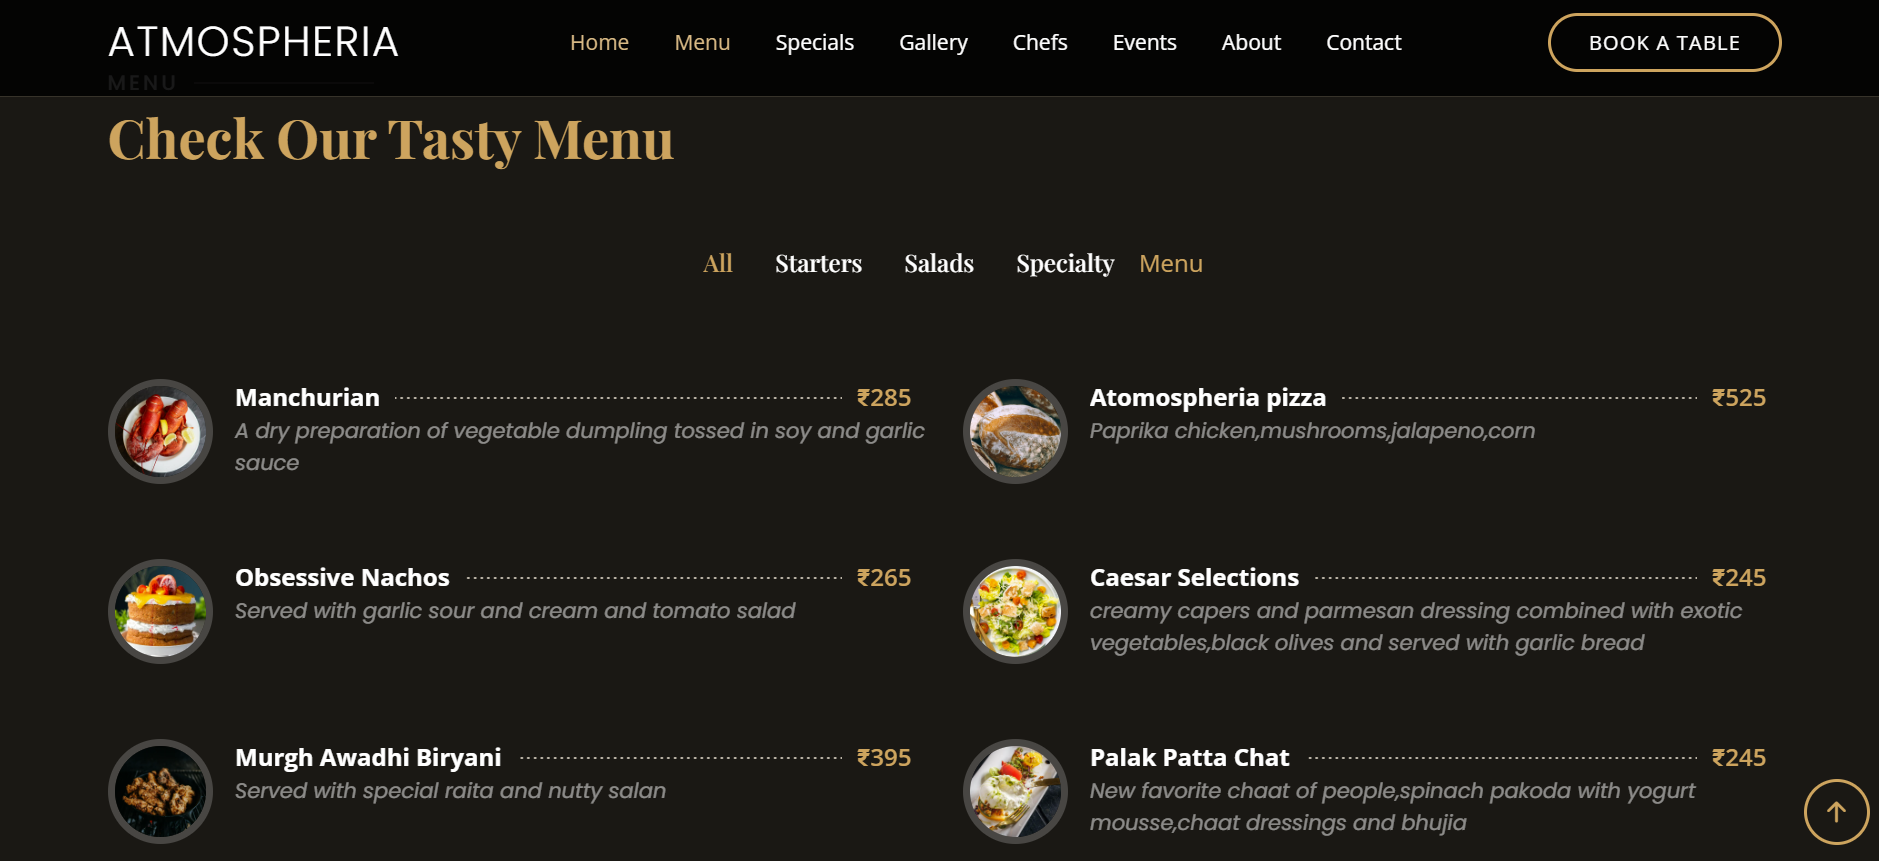 ATMOSPHERIA
Home Menu Specials Gallery Chefs Events About Contact
BOOK A TABLE
MENU
Check Our Tasty Menu
All Starters Salads Specialty Menu
Manchurian ₹285
A dry preparation of vegetable dumpling tossed in soy and garlic
sauce
Atomospheria pizza ₹525
Paprika chicken,mushrooms,jalapeno,corn
Obsessive Nachos ₹265
Served with garlic sour and cream and tomato salad
Caesar Selections ₹245
creamy capers and parmesan dressing combined with exotic
vegetables,black olives and served with garlic bread
Murgh Awadhi Biryani ₹395
Served with special raita and nutty salan
Palak Patta Chat ₹245
New favorite chaat of people,spinach pakoda with yogurt
mousse,chaat dressings and bhujia